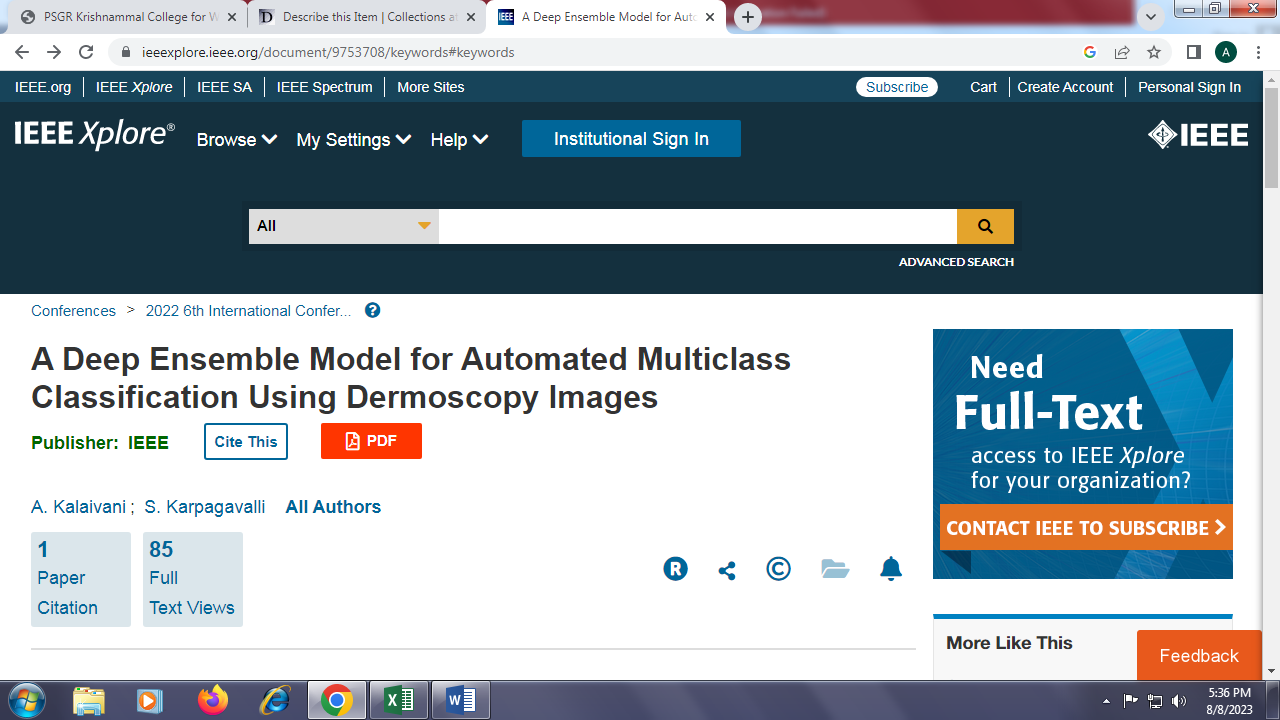 PSGR Krishnammal College for W
Describe this Item | Collections at
IEEE
A Deep Ensemble Model for Auto
ieeexplore.ieee.org/document/9753708/keywords#keywords
A
IEEE.org IEEE Xplore IEEE SA IEEE Spectrum More Sites
Subscribe Cart Create Account Personal Sign In
IEEE Xplore® Browse My Settings Help Institutional Sign In
IEEE
All
ADVANCED SEARCH
Conferences > 2022 6th International Confer... ?
A Deep Ensemble Model for Automated Multiclass
Classification Using Dermoscopy Images
Publisher: IEEE Cite This PDF
A. Kalaivani ; S. Karpagavalli All Authors
1
Paper
Citation
85
Full
Text Views
R ©
Need
Full-Text
access to IEEE Xplore
for your organization?
CONTACT IEEE TO SUBSCRIBE >
More Like This
Feedback
5:36 PM
8/8/2023